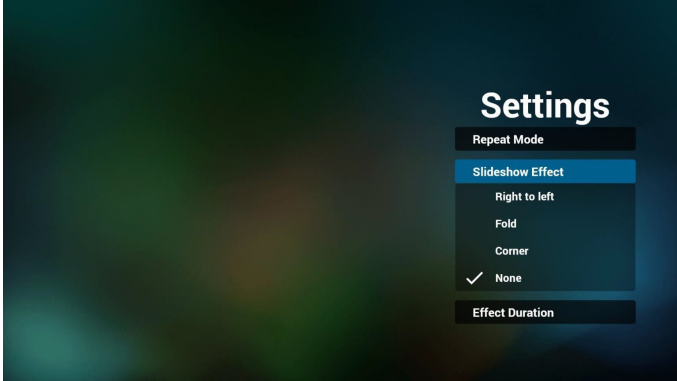 Settings
Repeat Mode
Slideshow Effect
Right to left
Fold
Corner
None
Effect Duration